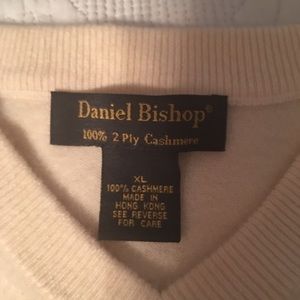 Daniel Bishop®
100% 2 Ply Cashmere
XL
100% CASHMERE
MADE IN
HONG KONG
SEE REVERSE
FOR CARE